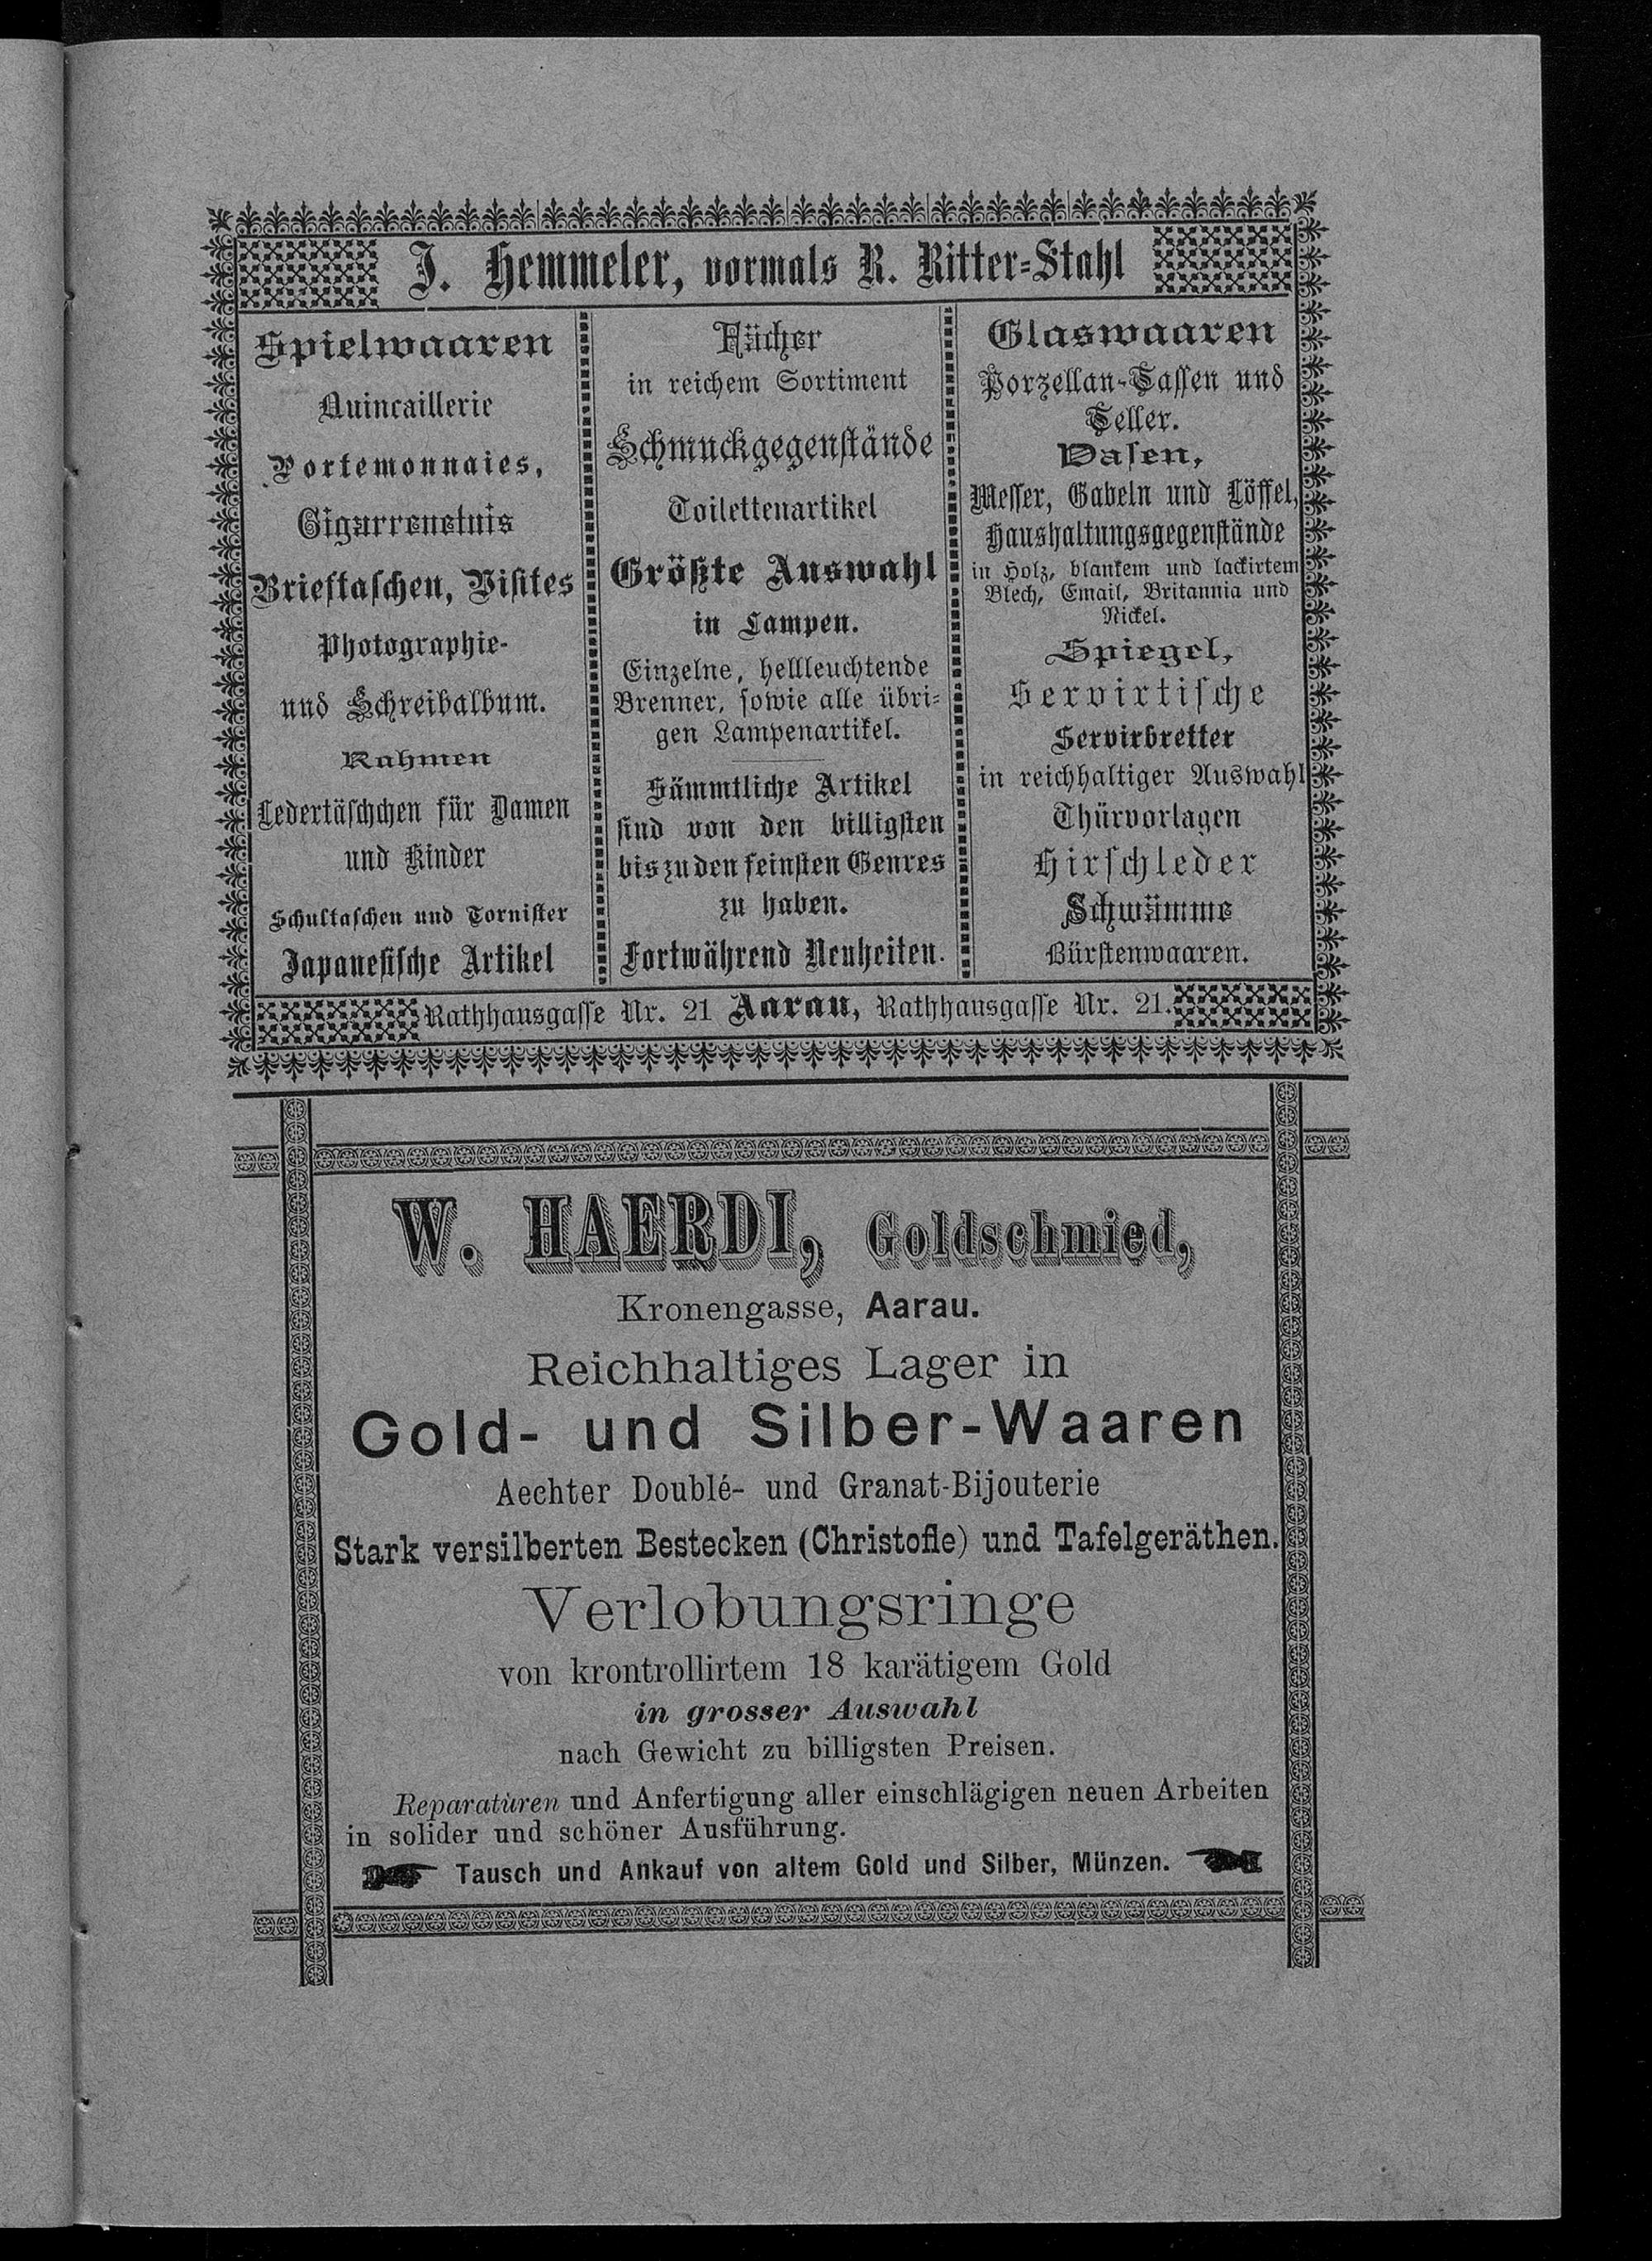 J. Hemmeler, vormals R. Ritter-Stahl
Spielwaaren
Quincaillerie
Portemonnaies,
Cigarrenetuis
Brieftaschen, Visites
Photographie-
und Schreibalbum.
Rahmen
Ledertäschchen für Damen
und Kinder
Schultaschen und Tornister
Japanesische Artikel
Fächer
in reichem Sortiment
Schmuckgegenstände
Toilettenartikel
Größte Auswahl
in Lampen.
Einzelne, hellleuchtende
Brenner, sowie alle übri-
gen Lampenartikel.
Sämmtliche Artikel
sind von den billigsten
bis zu den feinsten Genres
zu haben.
Fortwährend Neuheiten.
Glaswaaren
Porzellan-Tassen und
Teller.
Vasen,
Messer, Gabeln und Löffel,
Haushaltungsgegenstände
in Holz, blankem und lackirtem
Blech, Email, Britannia und
Nickel.
Spiegel,
Servirtische
Servirbretter
in reichhaltiger Auswahl
Thürvorlagen
Hirschleder
Schwämme
Bürstenwaaren.
Rathhausgasse Nr. 21 Aarau, Rathhausgasse Nr. 21.
W. HAERDI, Goldschmied,
Kronengasse, Aarau.
Reichhaltiges Lager in
Gold- und Silber-Waaren
Aechter Doublé- und Granat-Bijouterie
Stark versilberten Bestecken (Christofle) und Tafelgeräthen.
Verlobungsringe
von krontrollirtem 18 karätigem Gold
in grosser Auswahl
nach Gewicht zu billigsten Preisen.
Reparaturen und Anfertigung aller einschlägigen neuen Arbeiten
in solider und schöner Ausführung.
Tausch und Ankauf von altem Gold und Silber, Münzen.